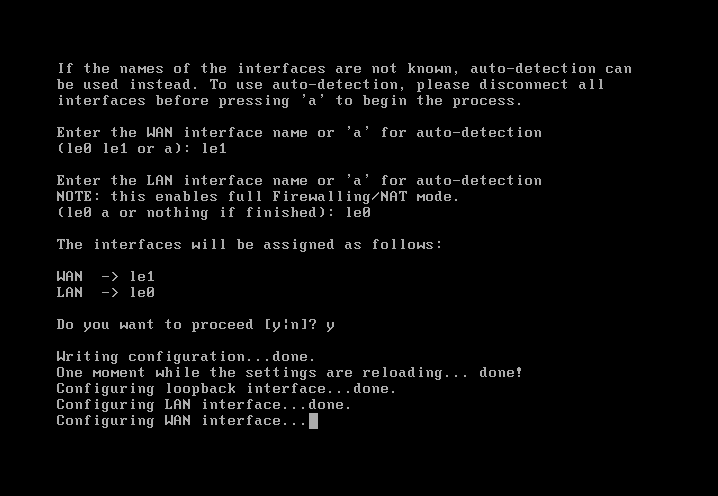 If the names of the interfaces are not known, auto-detection can
be used instead. To use auto-detection, please disconnect all
interfaces before pressing 'a' to begin the process.
Enter the WAN interface name or 'a' for auto-detection
(le0 le1 or a): le1
Enter the LAN interface name or 'a' for auto-detection
NOTE: this enables full Firewalling/NAT mode.
(le0 a or nothing if finished): le0
The interfaces will be assigned as follows:
WAN  -> le1
LAN  -> le0
Do you want to proceed [y|n]? y
Writing configuration...done.
One moment while the settings are reloading... done!
Configuring loopback interface...done.
Configuring LAN interface...done.
Configuring WAN interface...